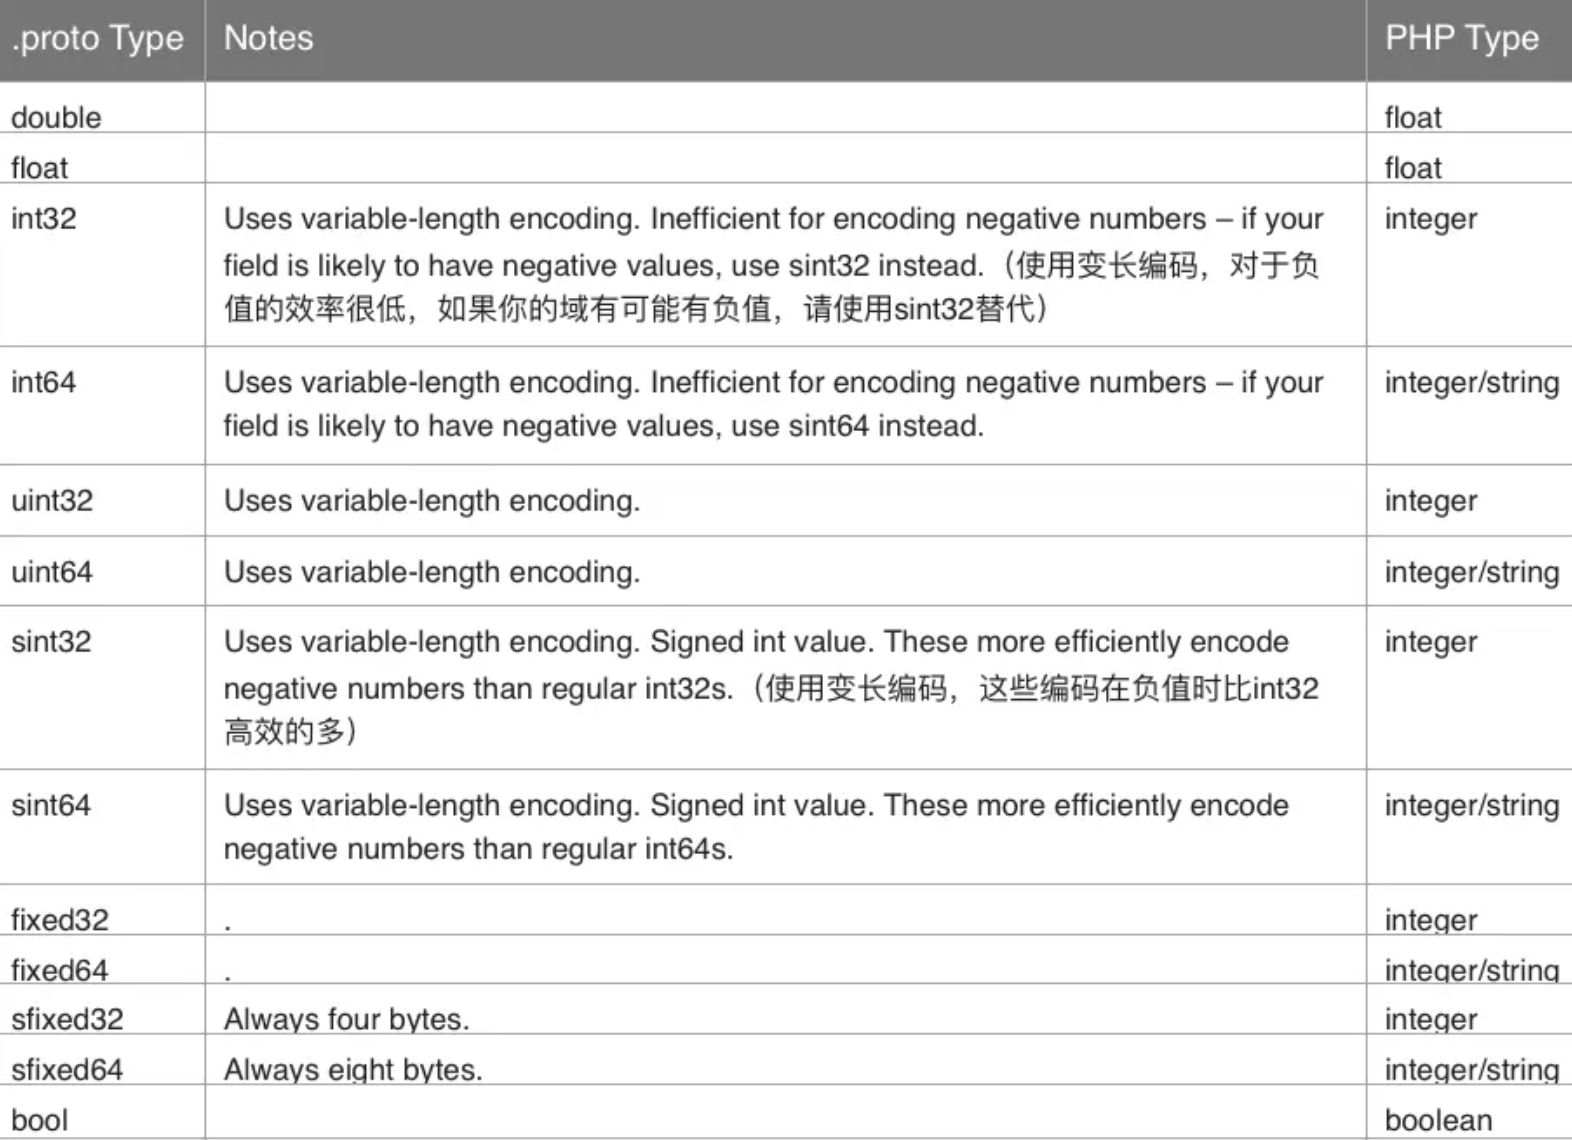 .proto Type Notes PHP Type
double float
float float
int32 Uses variable-length encoding. Inefficient for encoding negative numbers – if your integer
field is likely to have negative values, use sint32 instead.（使用变长编码，对于负
值的效率很低，如果你的域有可能有负值，请使用sint32替代）
int64 Uses variable-length encoding. Inefficient for encoding negative numbers – if your integer/string
field is likely to have negative values, use sint64 instead.
uint32 Uses variable-length encoding. integer
uint64 Uses variable-length encoding. integer/string
sint32 Uses variable-length encoding. Signed int value. These more efficiently encode integer
negative numbers than regular int32s.（使用变长编码，这些编码在负值时比int32
高效的多）
sint64 Uses variable-length encoding. Signed int value. These more efficiently encode integer/string
negative numbers than regular int64s.
fixed32 . integer
fixed64 . integer/string
sfixed32 Always four bytes. integer
sfixed64 Always eight bytes. integer/string
bool boolean